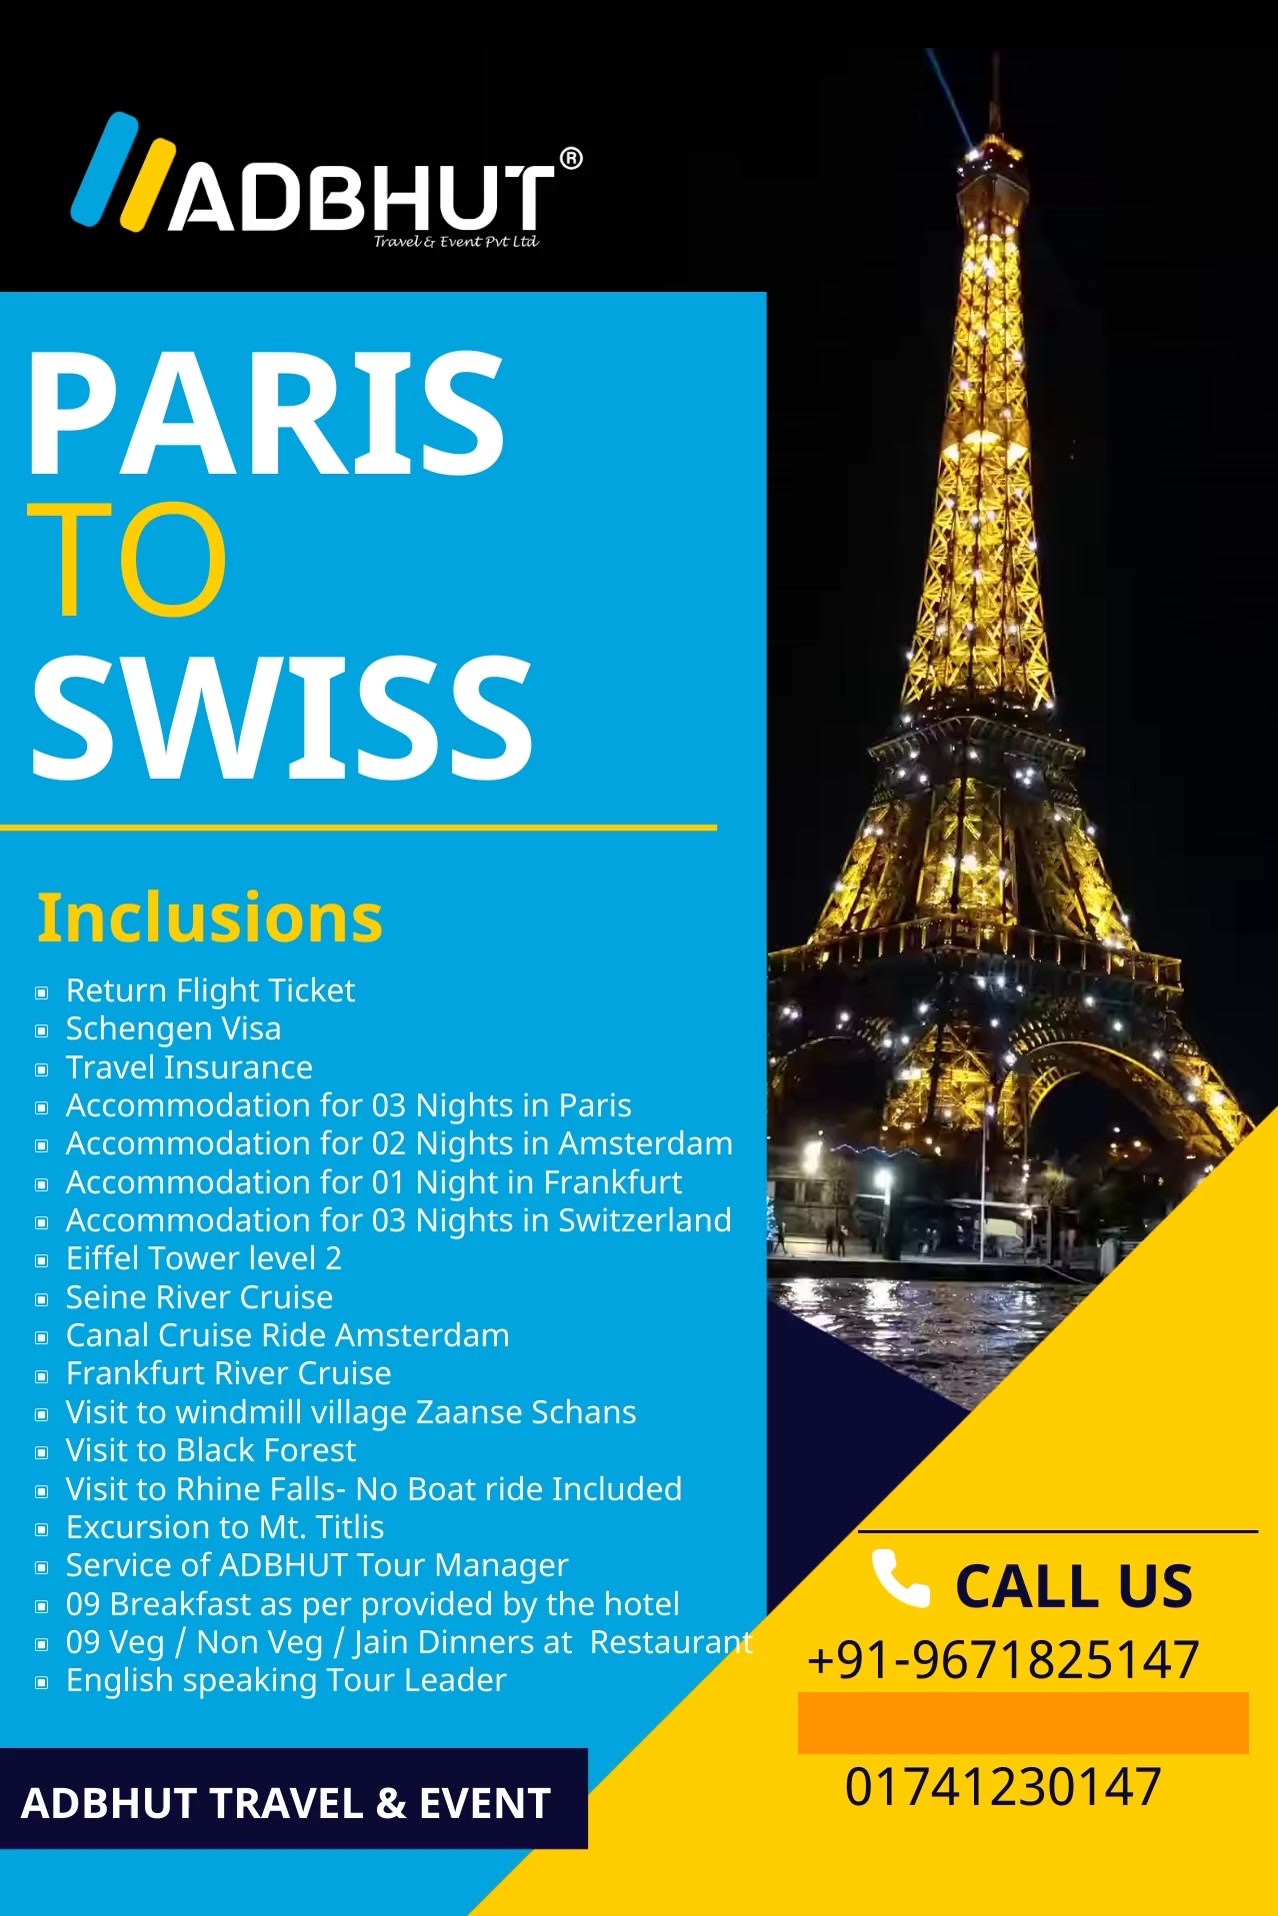 ADBHUT®
Travel & Event Pvt Ltd
PARIS
TO
SWISS
Inclusions
Return Flight Ticket
Schengen Visa
Travel Insurance
Accommodation for 03 Nights in Paris
Accommodation for 02 Nights in Amsterdam
Accommodation for 01 Night in Frankfurt
Accommodation for 03 Nights in Switzerland
Eiffel Tower level 2
Seine River Cruise
Canal Cruise Ride Amsterdam
Frankfurt River Cruise
Visit to windmill village Zaanse Schans
Visit to Black Forest
Visit to Rhine Falls- No Boat ride Included
Excursion to Mt. Titlis
Service of ADBHUT Tour Manager
09 Breakfast as per provided by the hotel
09 Veg / Non Veg / Jain Dinners at  Restaurant
English speaking Tour Leader
ADBHUT TRAVEL & EVENT
CALL US
+91-9671825147
01741230147